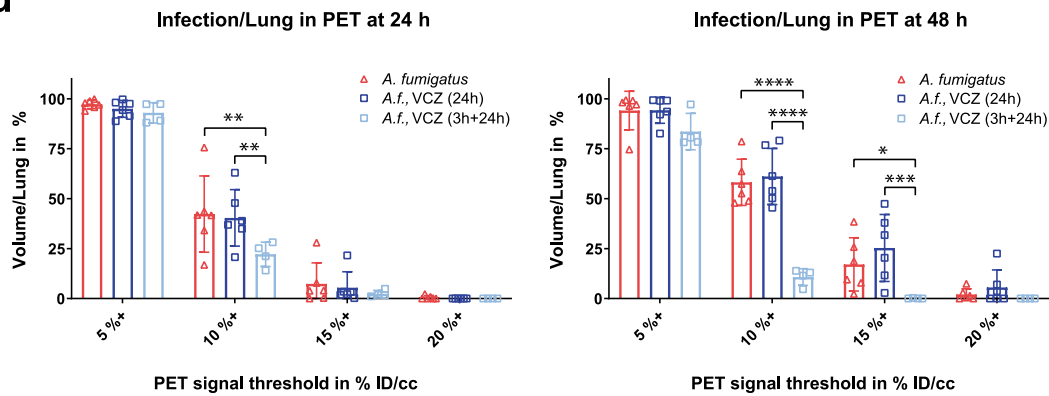 Infection/Lung in PET at 24 h
Volume/Lung in %
100
75
50
25
0
A. fumigatus
A.f., VCZ (24h)
A.f., VCZ (3h+24h)
**
**
5 %+
10 %+
15 %+
20 %+
PET signal threshold in % ID/cc
Infection/Lung in PET at 48 h
Volume/Lung in %
100
75
50
25
0
A. fumigatus
A.f., VCZ (24h)
A.f., VCZ (3h+24h)
****
****
*
***
5 %+
10 %+
15 %+
20 %+
PET signal threshold in % ID/cc